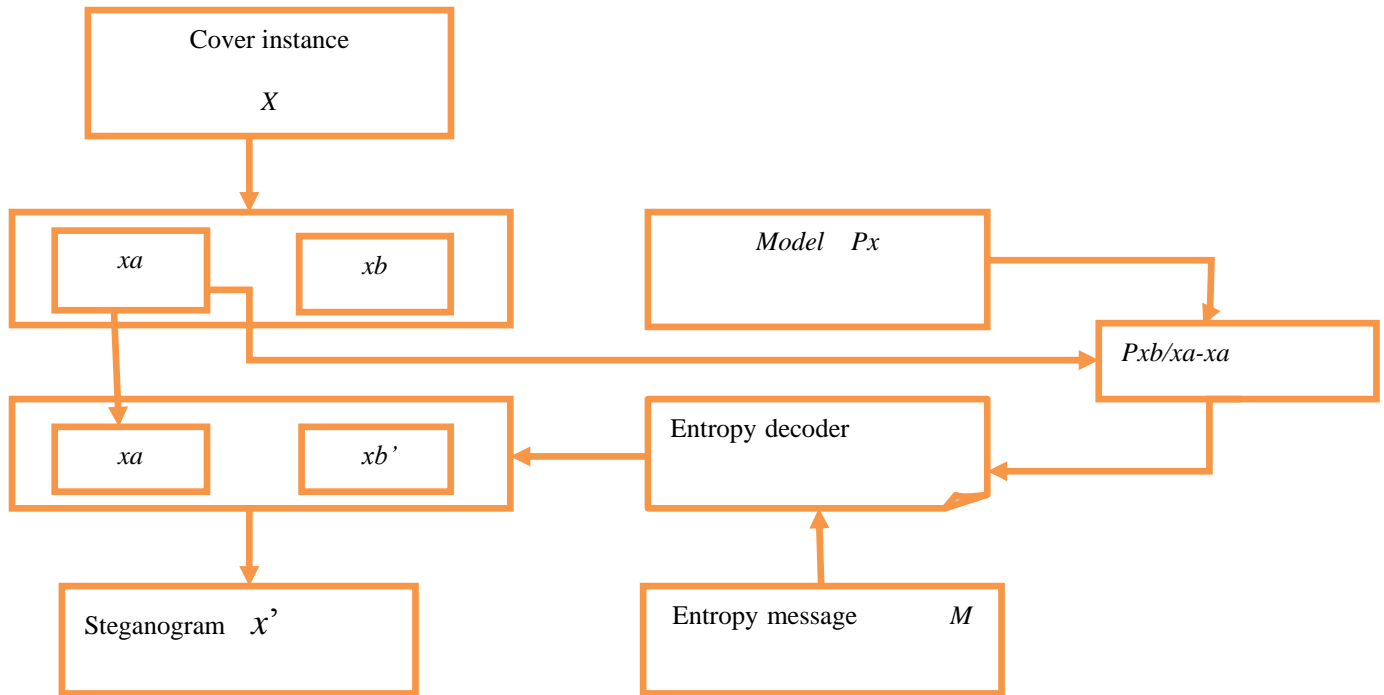 Cover instance
X
xa
xb
Model Px
Pxb/xa-xa
xa
xb’
Entropy decoder
Steganogram x’
Entropy message M